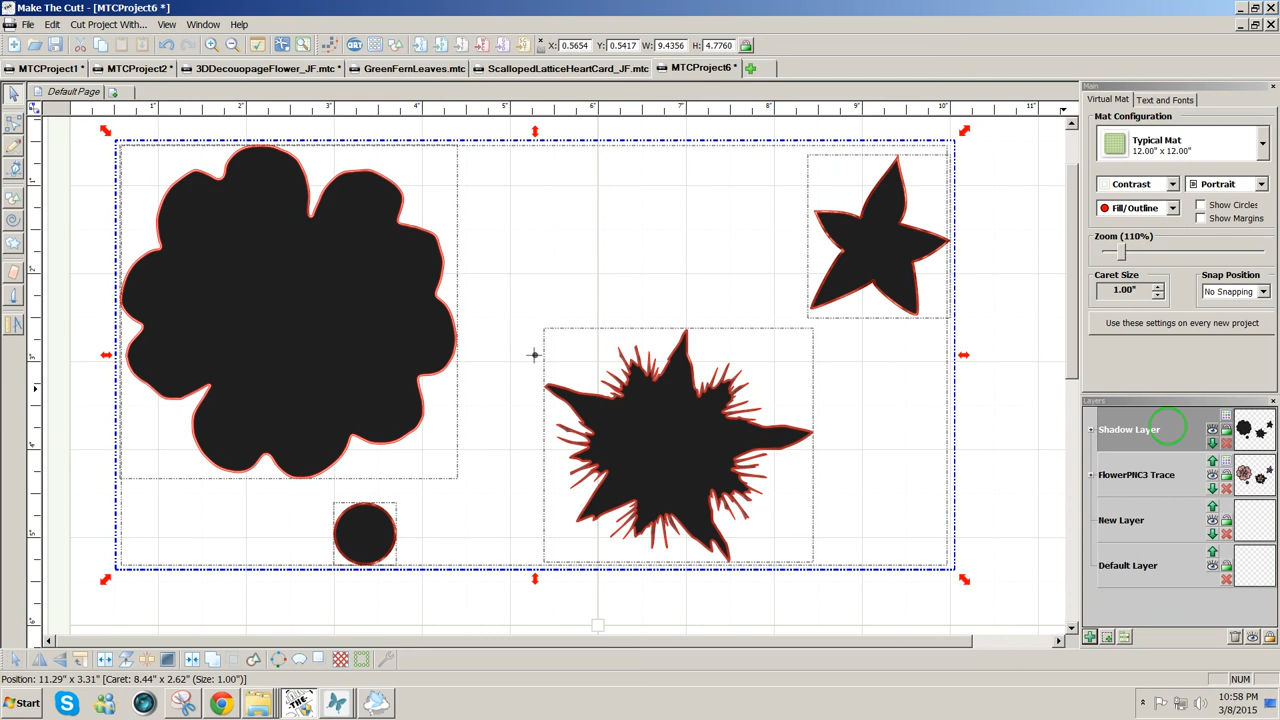 Make The Cut! - [MTCProject6 *]
File Edit Cut Project With... View Window Help
X: 0.5654 Y: 0.5417 W: 9.4356 H: 4.7760
MTCProject1 * MTCProject2 * 3DDecouopageFlower_JF.mtc * GreenFernLeaves.mtc ScallopedLatticeHeartCard_JF.mtc MTCProject6 *
DefaultPage
Main
Virtual Mat Text and Fonts
Mat Configuration
Typical Mat
12.00" x 12.00"
Contrast Portrait
Fill/Outline Show Circles
Show Margins
Zoom (110%)
Caret Size Snap Position
1.00" No Snapping
Use these settings on every new project
Layers
Shadow Layer
FlowerPNC3 Trace
New Layer
Default Layer
1" 2" 3" 4" 5" 6" 7" 8" 9" 10" 11"
Position: 11.29" x 3.31" [Caret: 8.44" x 2.62" (Size: 1.00")]
NUM
Start
10:58 PM
3/8/2015